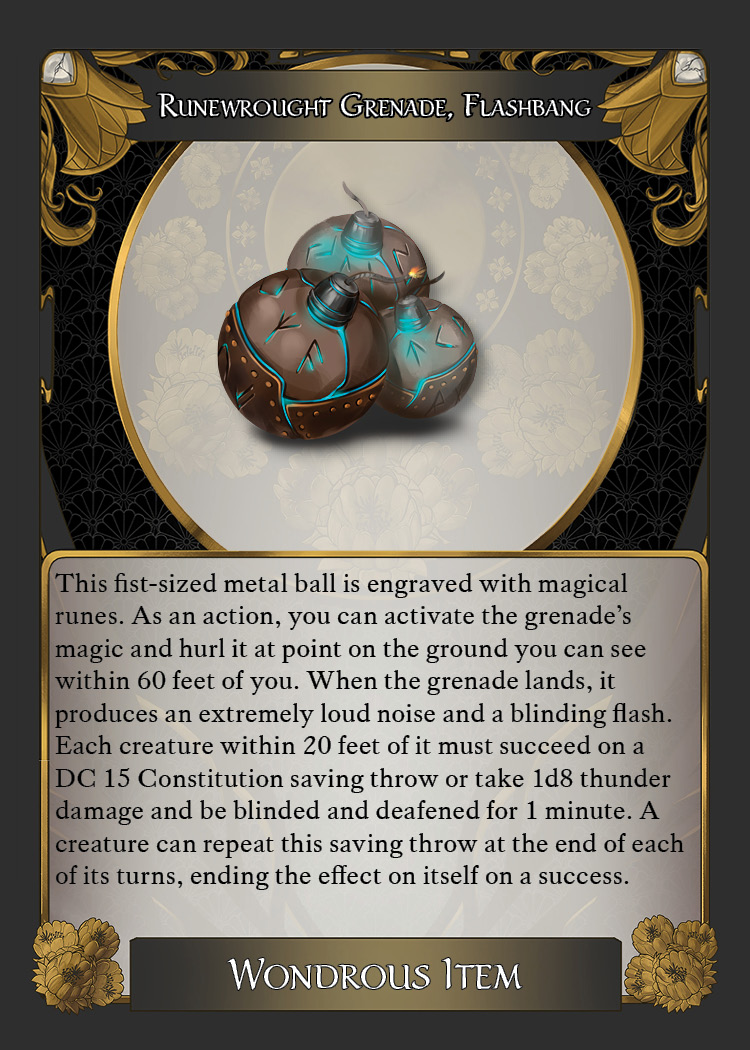 Runewrought Grenade, Flashbang
This fist-sized metal ball is engraved with magical
runes. As an action, you can activate the grenade’s
magic and hurl it at point on the ground you can see
within 60 feet of you. When the grenade lands, it
produces an extremely loud noise and a blinding flash.
Each creature within 20 feet of it must succeed on a
DC 15 Constitution saving throw or take 1d8 thunder
damage and be blinded and deafened for 1 minute. A
creature can repeat this saving throw at the end of each
of its turns, ending the effect on itself on a success.
Wondrous Item